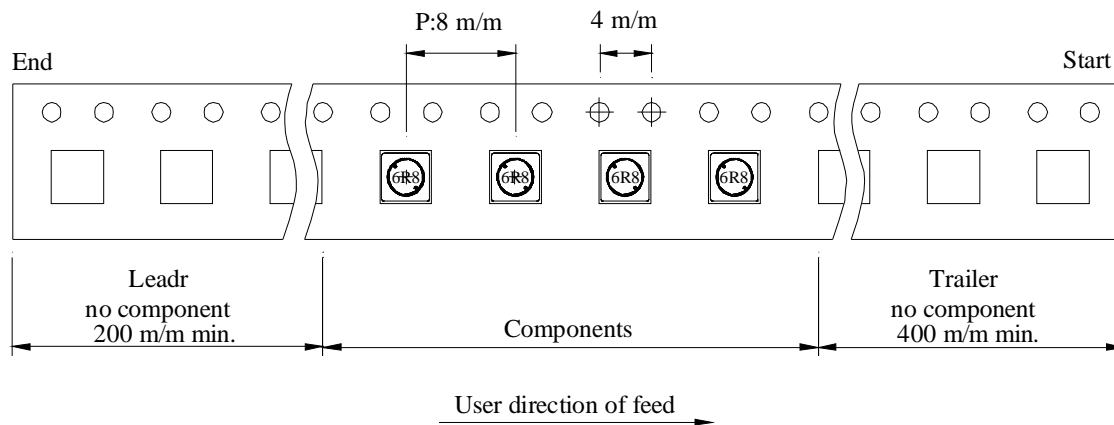 P:8 m/m
4 m/m
End
Start
6R8
6R8
6R8
6R8
Leadr
no component
200 m/m min.
Components
Trailer
no component
400 m/m min.
User direction of feed